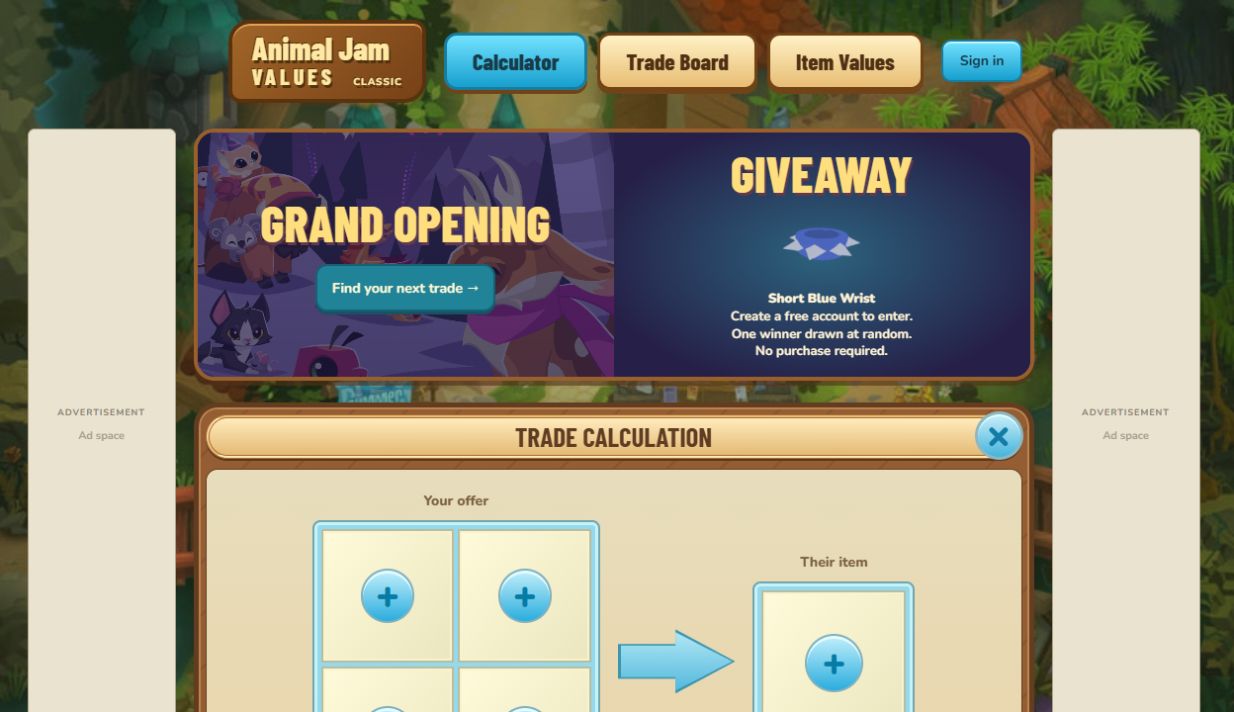 Animal Jam
VALUES CLASSIC
Calculator
Trade Board
Item Values
Sign in
GRAND OPENING
Find your next trade →
GIVEAWAY
Short Blue Wrist
Create a free account to enter.
One winner drawn at random.
No purchase required.
ADVERTISEMENT
Ad space
ADVERTISEMENT
Ad space
TRADE CALCULATION
Your offer
Their item